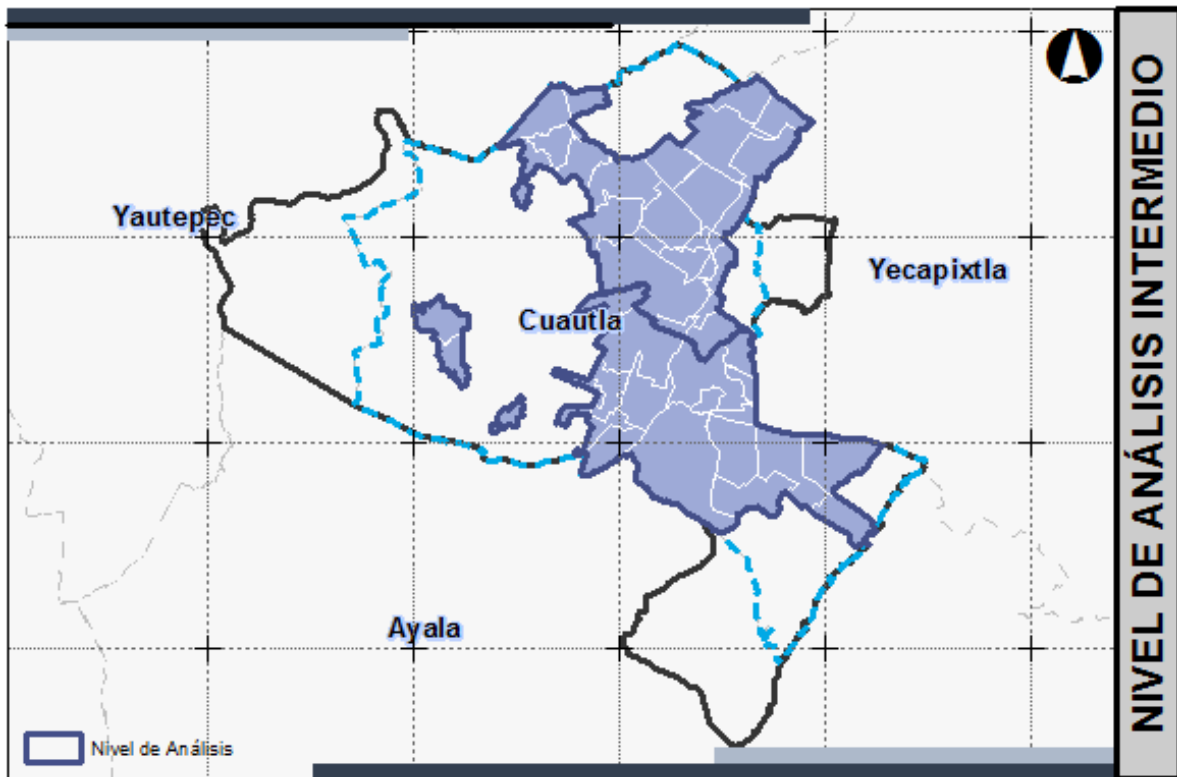 Yautepec
Yecapixtla
Cuautla
Ayala
Nivel de Análisis
NIVEL DE ANÁLISIS INTERMEDIO